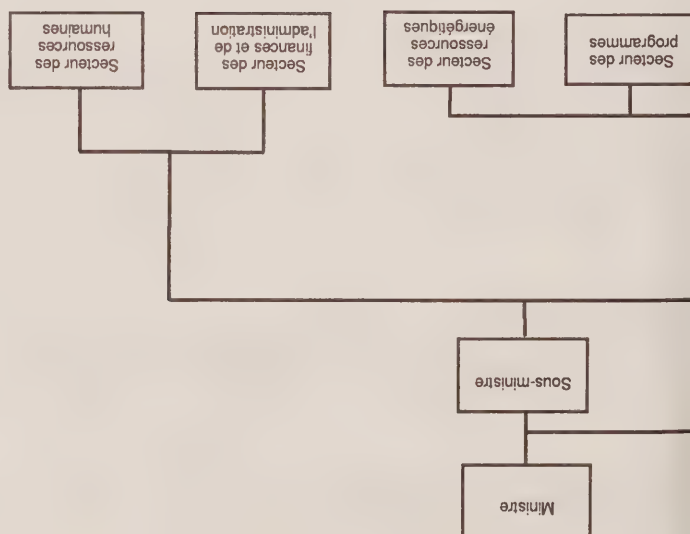 Ministre
Sous-ministre
Secteur des
programmes
Secteur des
ressources
énergétiques
Secteur des
finances et de
l'administration
Secteur des
ressources
humaines